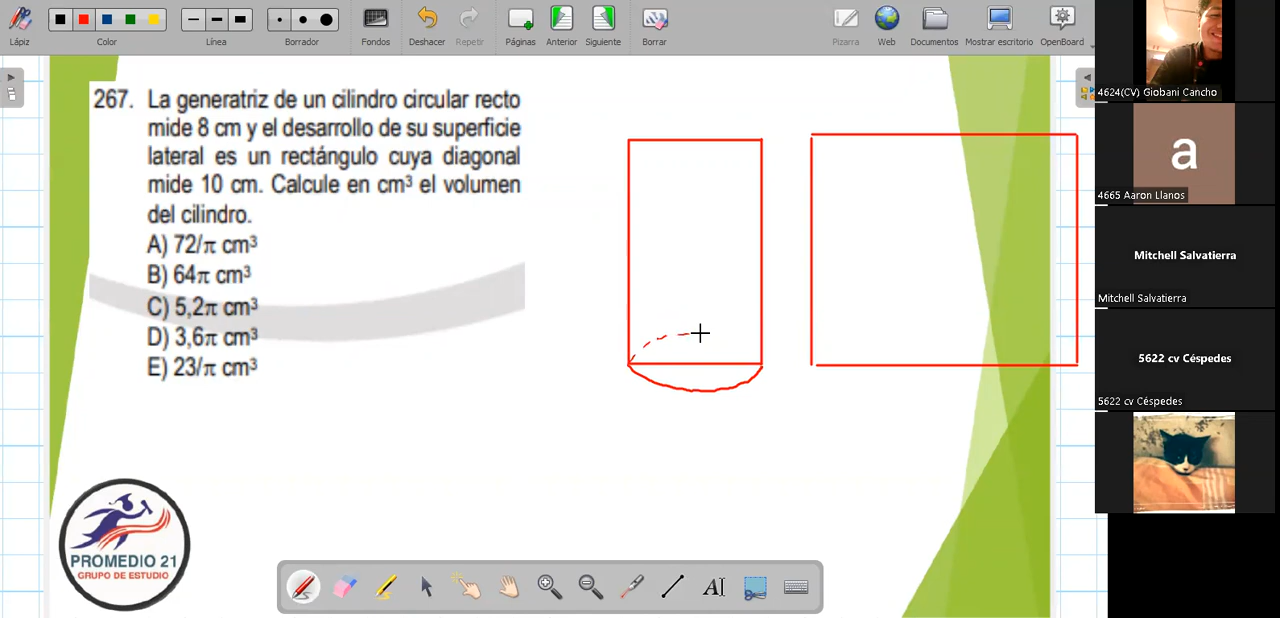 Lápiz
Color
Línea
Borrador
Fondos
Deshacer
Repetir
Páginas
Anterior
Siguiente
Borrar
Pizarra
Web
Documentos
Mostrar escritorio
OpenBoard
267. La generatriz de un cilindro circular recto
mide 8 cm y el desarrollo de su superficie
lateral es un rectángulo cuya diagonal
mide 10 cm. Calcule en cm³ el volumen
del cilindro.
A) 72/π cm³
B) 64π cm³
C) 5,2π cm³
D) 3,6π cm³
E) 23/π cm³
PROMEDIO 21
GRUPO DE ESTUDIO
AI
4624(CV) Giobani Cancho
a
4665 Aaron Llanos
Mitchell Salvatierra
Mitchell Salvatierra
5622 cv Céspedes
5622 cv Céspedes